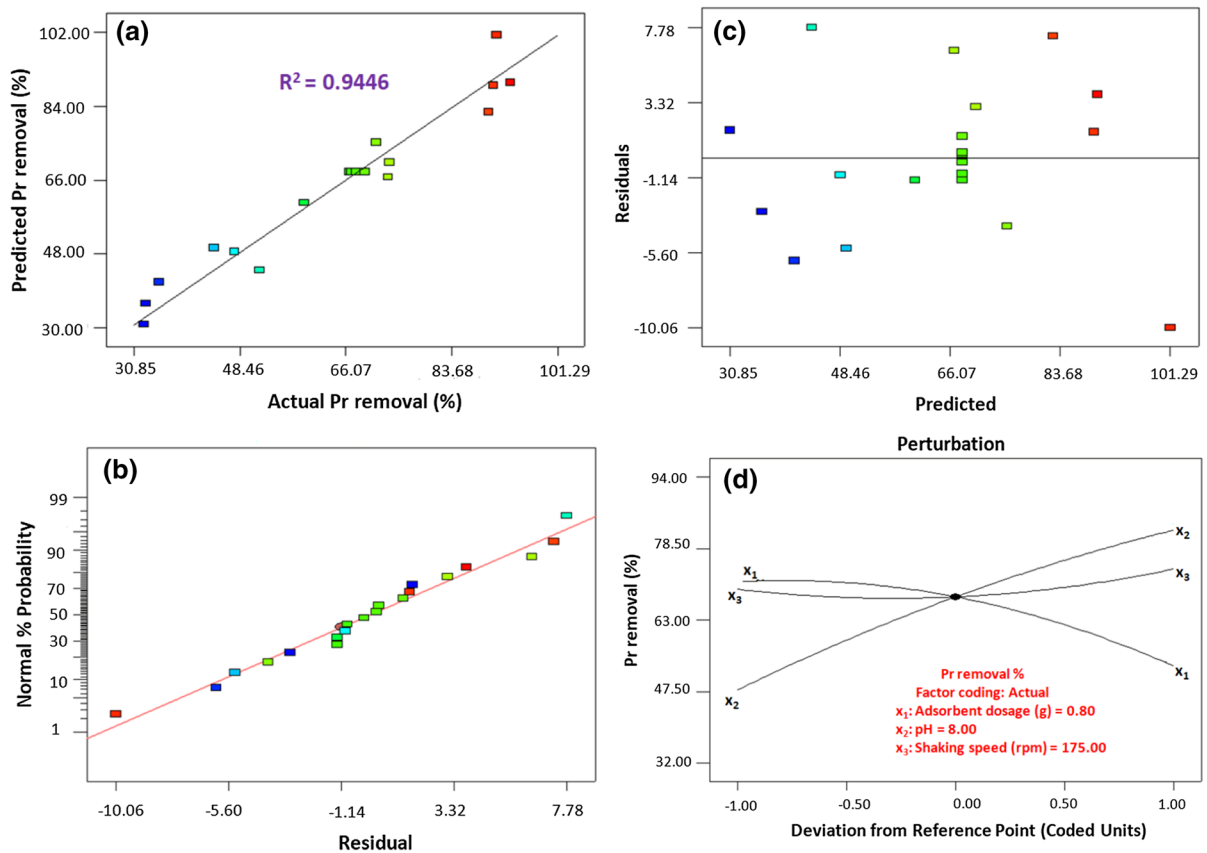 (a)
R² = 0.9446
Predicted Pr removal (%)
102.00
84.00
66.00
48.00
30.00
30.85 48.46 66.07 83.68 101.29
Actual Pr removal (%)
(c)
Residuals
7.78
3.32
-1.14
-5.60
-10.06
30.85 48.46 66.07 83.68 101.29
Predicted
(b)
Normal % Probability
99
90
70
50
30
10
1
-10.06 -5.60 -1.14 3.32 7.78
Residual
Perturbation
(d)
Pr removal (%)
94.00
78.50
63.00
47.50
32.00
x₁
x₃
x₂
x₂
x₃
x₁
Pr removal %
Factor coding: Actual
x₁: Adsorbent dosage (g) = 0.80
x₂: pH = 8.00
x₃: Shaking speed (rpm) = 175.00
-1.00 -0.50 0.00 0.50 1.00
Deviation from Reference Point (Coded Units)